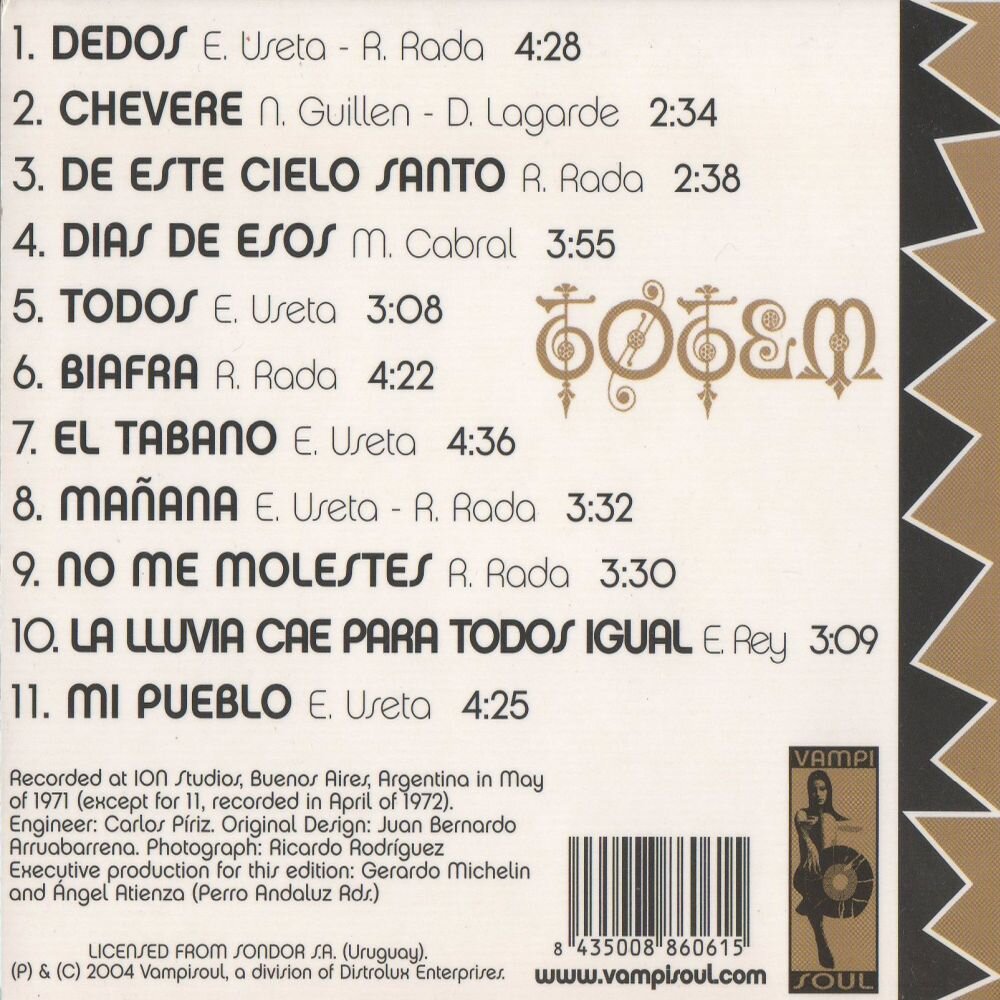 1. DEDOS E. Useta - R. Rada 4:28
2. CHEVERE N. Guillen - D. Lagarde 2:34
3. DE ESTE CIELO SANTO R. Rada 2:38
4. DIAS DE ESOS M. Cabral 3:55
5. TODOS E. Useta 3:08
TOTEM
6. BIAFRA R. Rada 4:22
7. EL TABANO E. Useta 4:36
8. MAÑANA E. Useta - R. Rada 3:32
9. NO ME MOLESTES R. Rada 3:30
10. LA LLUVIA CAE PARA TODOS IGUAL E. Rey 3:09
11. MI PUEBLO E. Useta 4:25
Recorded at ION Studios, Buenos Aires, Argentina in May
of 1971 (except for 11, recorded in April of 1972).
Engineer: Carlos Píriz. Original Design: Juan Bernardo
Arruabarrena. Photograph: Ricardo Rodríguez
Executive production for this edition: Gerardo Michelin
and Ángel Atienza (Perro Andaluz Rds.)
LICENSED FROM SONDOR S.A. (Uruguay).
(P) & (C) 2004 Vampisoul, a division of Distrolux Enterprises.
8 435008 860615
www.vampisoul.com
VAMPI
SOUL